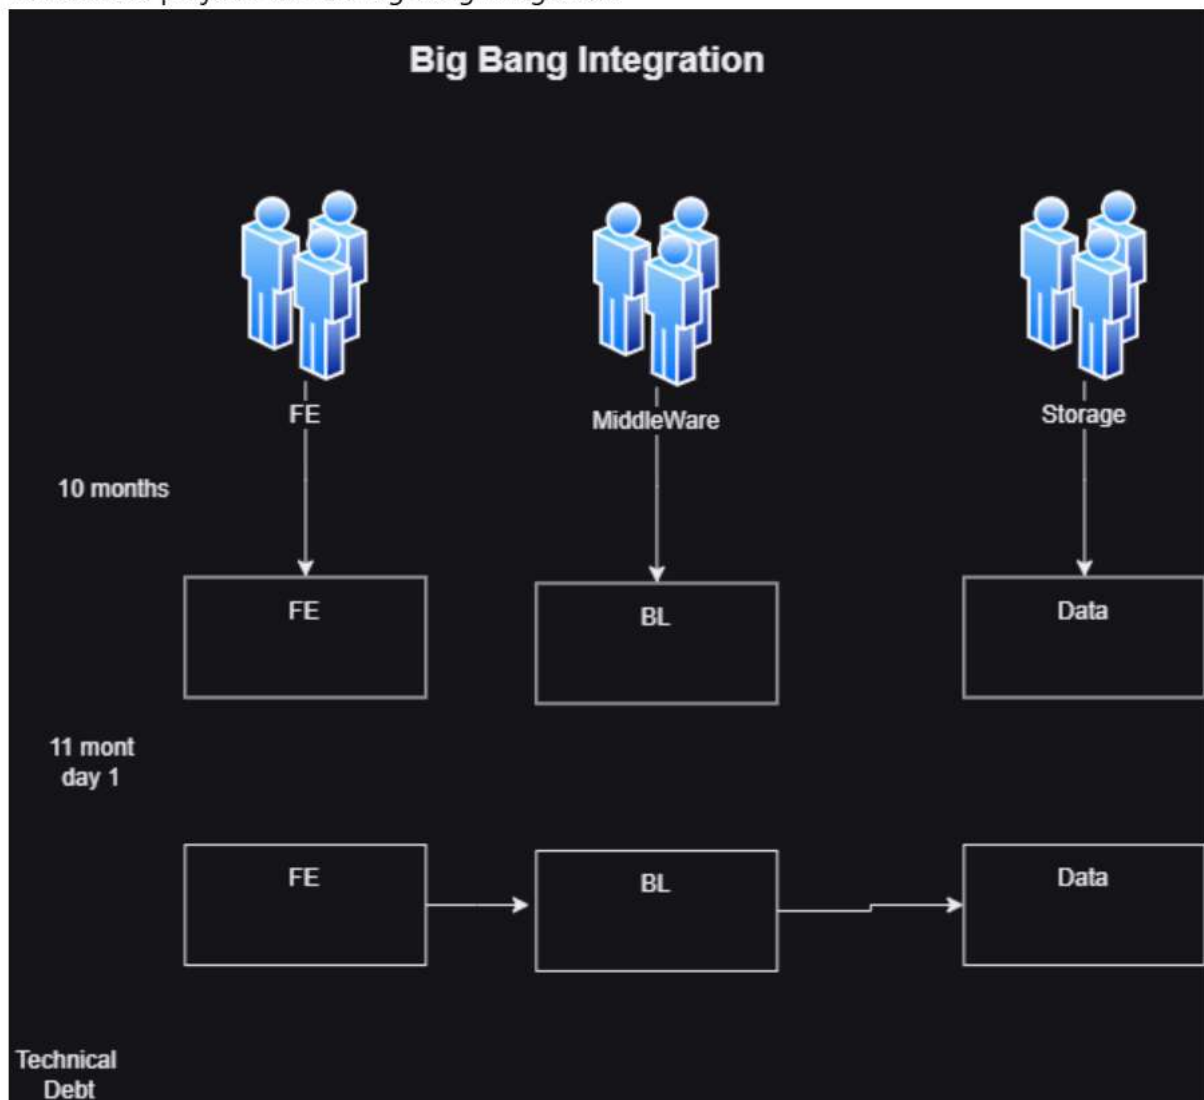 Big Bang Integration
FE
MiddleWare
Storage
10 months
FE
BL
Data
11 mont
day 1
FE
BL
Data
Technical
Debt